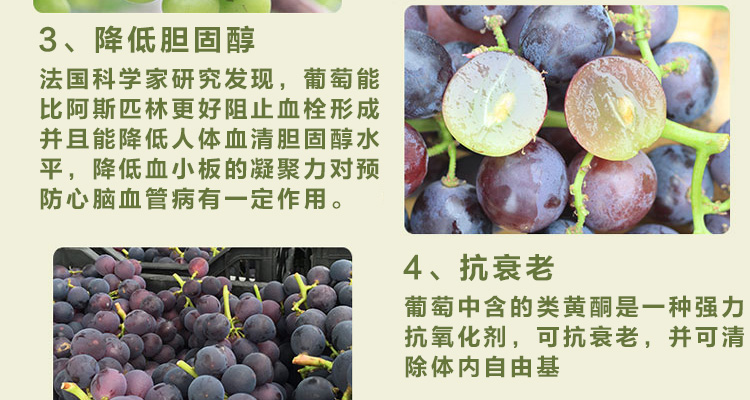 3、降低胆固醇
法国科学家研究发现，葡萄能
比阿斯匹林更好阻止血栓形成
并且能降低人体血清胆固醇水
平，降低血小板的凝聚力对预
防心脑血管病有一定作用。
4、抗衰老
葡萄中含的类黄酮是一种强力
抗氧化剂，可抗衰老，并可清
除体内自由基